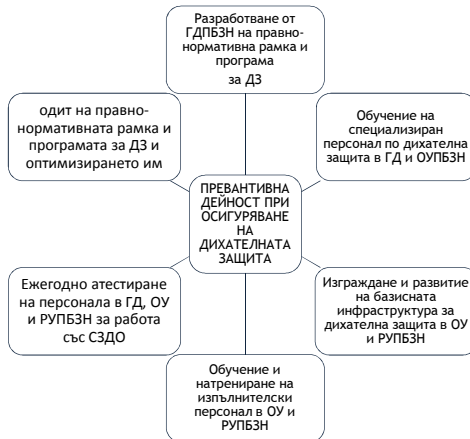 Разработване от
ГДПБЗН на правно-
нормативна рамка и
програма
за ДЗ
одит на правно-
нормативната рамка и
програмата за ДЗ и
оптимизирането им
Обучение на
специализиран
персонал по дихателна
защита в ГД и ОУПБЗН
ПРЕВАНТИВНА
ДЕЙНОСТ ПРИ
ОСИГУРЯВАНЕ
НА
ДИХАТЕЛНАТА
ЗАЩИТА
Ежегодно атестиране
на персонала в ГД, ОУ
и РУПБЗН за работа
със СЗДО
Изграждане и развитие
на базисната
инфраструктура за
дихателна защита в ОУ
и РУПБЗН
Обучение и
натрениране на
изпълнителски
персонал в ОУ и
РУПБЗН